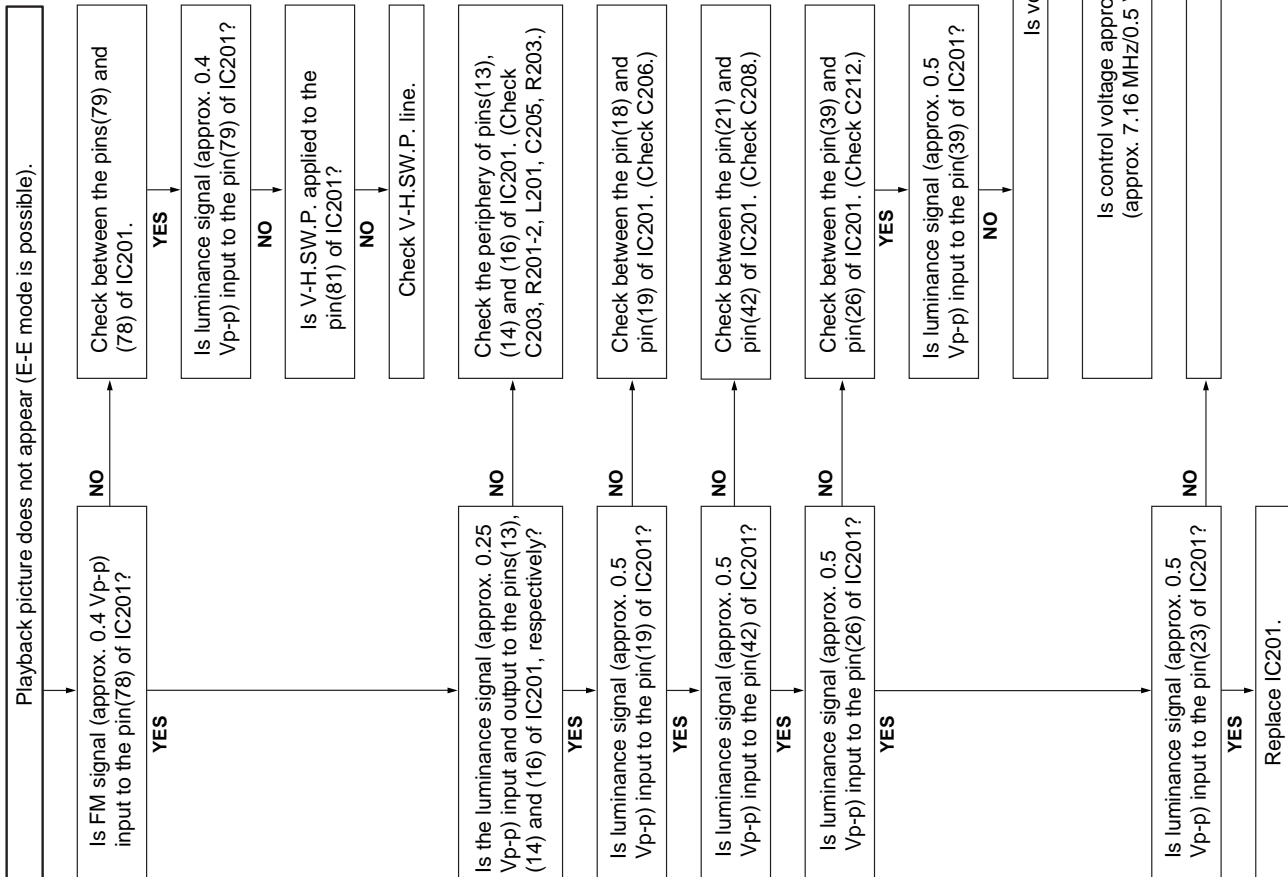 Playback picture does not appear (E-E mode is possible).
Is FM signal (approx. 0.4 Vp-p)
input to the pin(78) of IC201?
NO
YES
Check between the pins(79) and
(78) of IC201.
YES
Is luminance signal (approx. 0.4
Vp-p) input to the pin(79) of IC201?
NO
Is V-H.SW.P. applied to the
pin(81) of IC201?
NO
Check V-H.SW.P. line.
Is the luminance signal (approx. 0.25
Vp-p) input and output to the pins(13),
(14) and (16) of IC201, respectively?
NO
YES
Check the periphery of pins(13),
(14) and (16) of IC201. (Check
C203, R201-2, L201, C205, R203.)
Is luminance signal (approx. 0.5
Vp-p) input to the pin(19) of IC201?
NO
YES
Check between the pin(18) and
pin(19) of IC201. (Check C206.)
Is luminance signal (approx. 0.5
Vp-p) input to the pin(42) of IC201?
NO
YES
Check between the pin(21) and
pin(42) of IC201. (Check C208.)
Is luminance signal (approx. 0.5
Vp-p) input to the pin(26) of IC201?
NO
YES
Check between the pin(39) and
pin(26) of IC201. (Check C212.)
YES
Is luminance signal (approx. 0.5
Vp-p) input to the pin(39) of IC201?
NO
Is
Is control voltage
(approx. 7.16 MHz/0.5
Is luminance signal (approx. 0.5
Vp-p) input to the pin(23) of IC201?
NO
YES
Replace IC201.